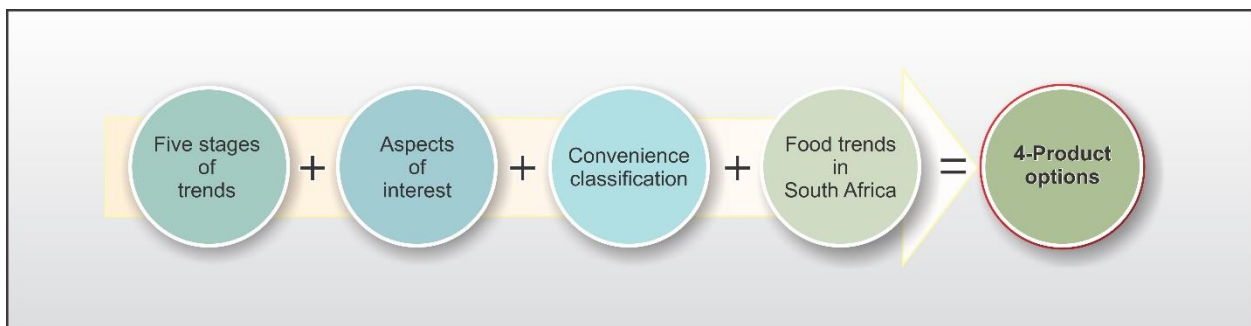 Five stages
of
trends
+
Aspects
of
interest
+
Convenience
classification
+
Food trends
in
South Africa
=
4-Product
options